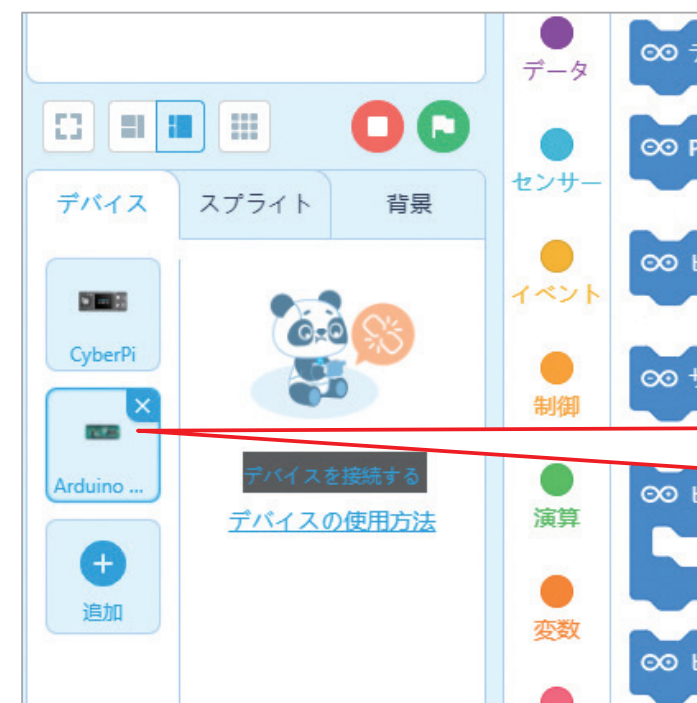 データ
センサー
イベント
制御
演算
変数
デバイス
スプライト
背景
CyberPi
Arduino ...
追加
デバイスを接続する
デバイスの使用方法